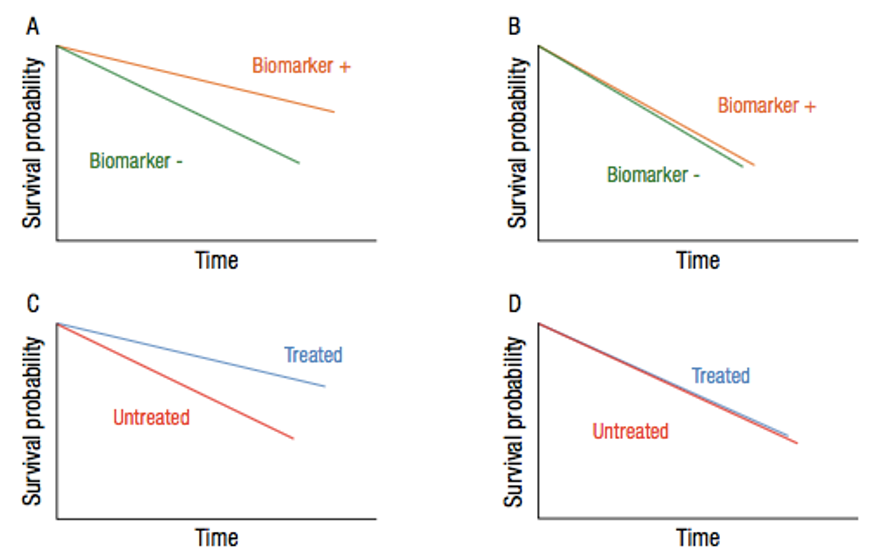 A
Survival probability
Biomarker +
Biomarker -
Time
B
Survival probability
Biomarker +
Biomarker -
Time
C
Survival probability
Treated
Untreated
Time
D
Survival probability
Treated
Untreated
Time